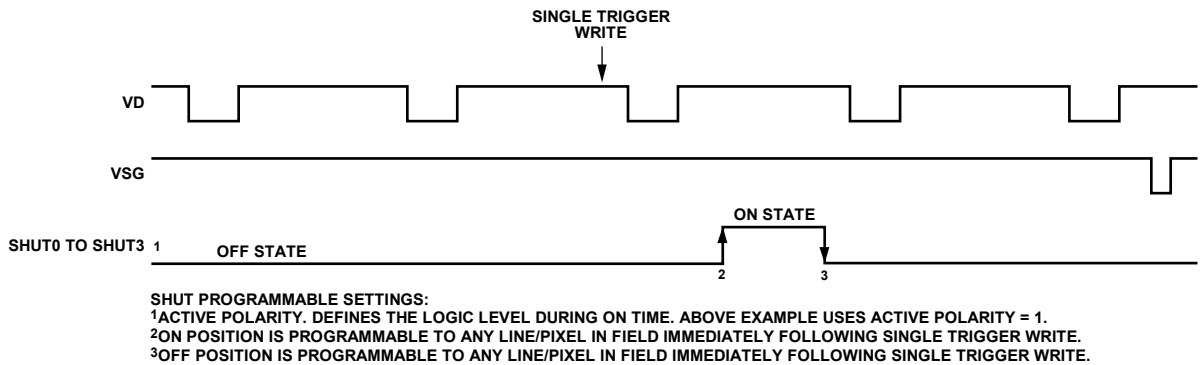 SINGLE TRIGGER
WRITE
VD
VSG
ON STATE
SHUT0 TO SHUT3 1
OFF STATE
2
3
SHUT PROGRAMMABLE SETTINGS:
1ACTIVE POLARITY. DEFINES THE LOGIC LEVEL DURING ON TIME. ABOVE EXAMPLE USES ACTIVE POLARITY = 1.
2ON POSITION IS PROGRAMMABLE TO ANY LINE/PIXEL IN FIELD IMMEDIATELY FOLLOWING SINGLE TRIGGER WRITE.
3OFF POSITION IS PROGRAMMABLE TO ANY LINE/PIXEL IN FIELD IMMEDIATELY FOLLOWING SINGLE TRIGGER WRITE.